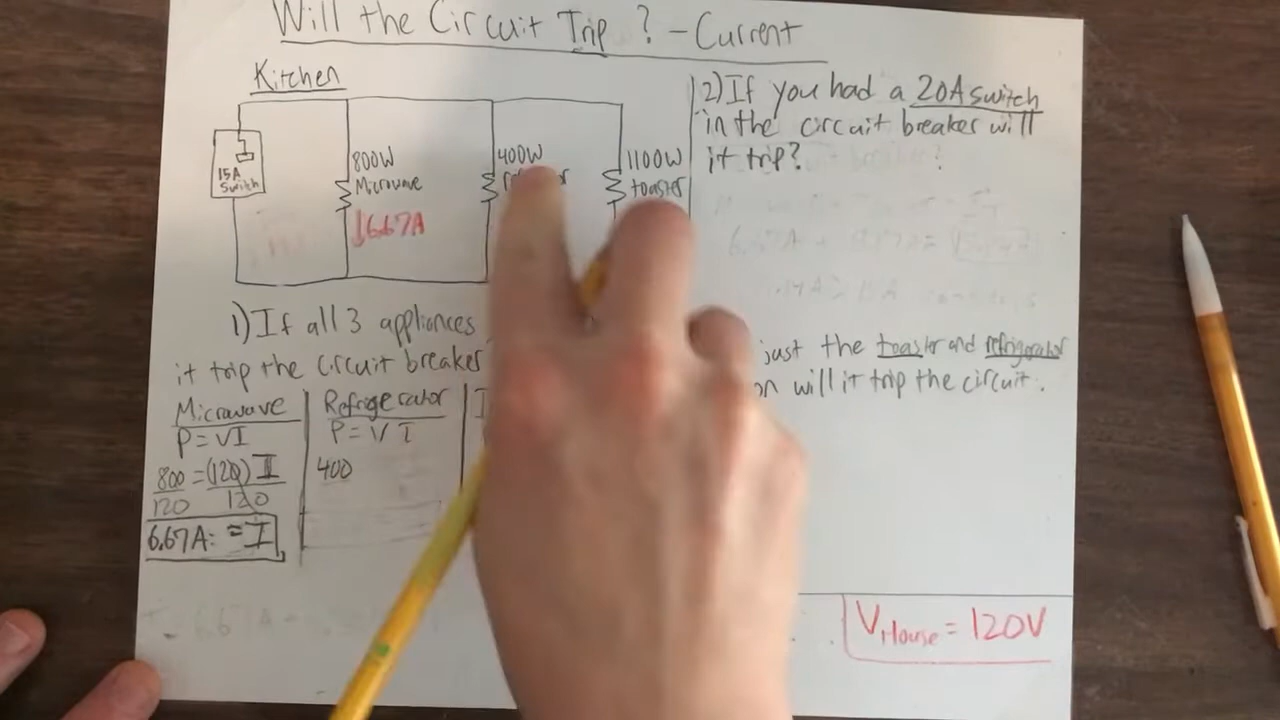 Will the Circuit Trip? - Current
Kitchen
15A
Switch
800W
Microwave
↓6.67A
400W
1100W
toaster
1) If all 3 appliances
it trip the circuit breaker
Microwave
P = VI
800 = (120) I
120 120
6.67A = I
Refrigerator
P = V I
400
2) If you had a 20A switch
in the circuit breaker will
it trip?
just the toaster and refrigorator
on will it trip the circuit.
VHouse = 120V